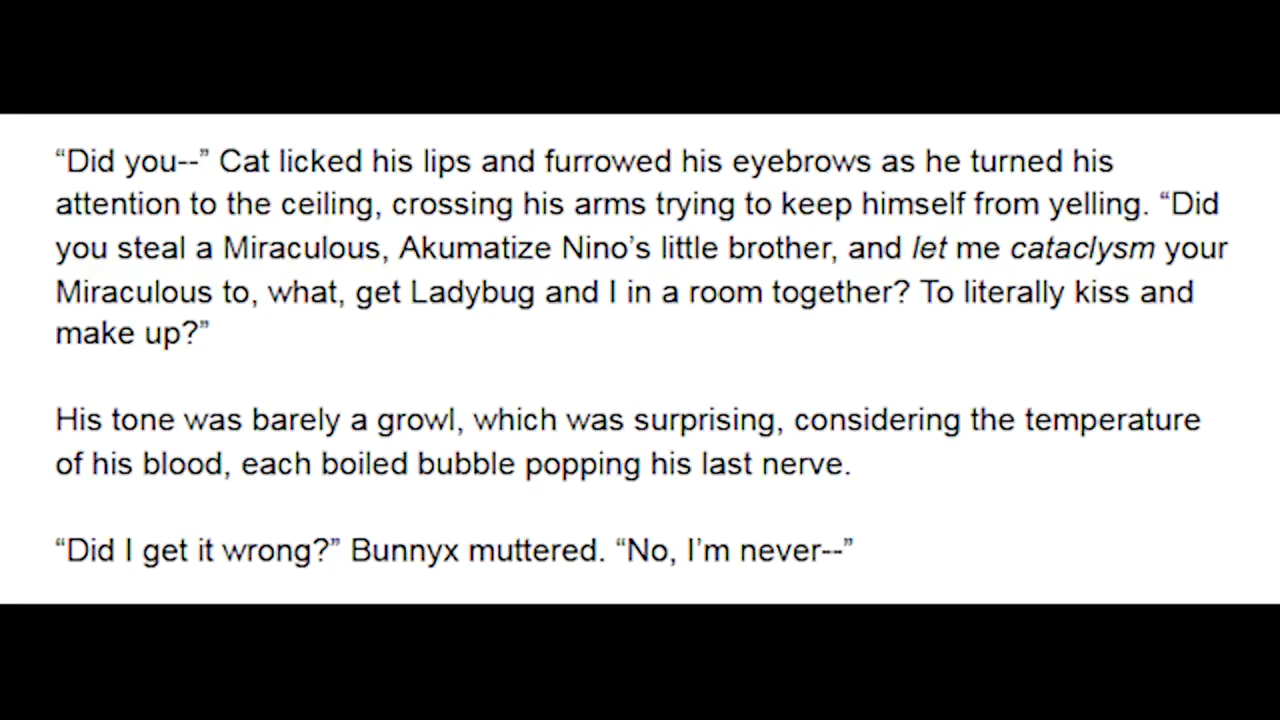 “Did you--” Cat licked his lips and furrowed his eyebrows as he turned his
attention to the ceiling, crossing his arms trying to keep himself from yelling. “Did
you steal a Miraculous, Akumatize Nino’s little brother, and let me cataclysm your
Miraculous to, what, get Ladybug and I in a room together? To literally kiss and
make up?”
His tone was barely a growl, which was surprising, considering the temperature
of his blood, each boiled bubble popping his last nerve.
“Did I get it wrong?” Bunnyx muttered. “No, I’m never--”